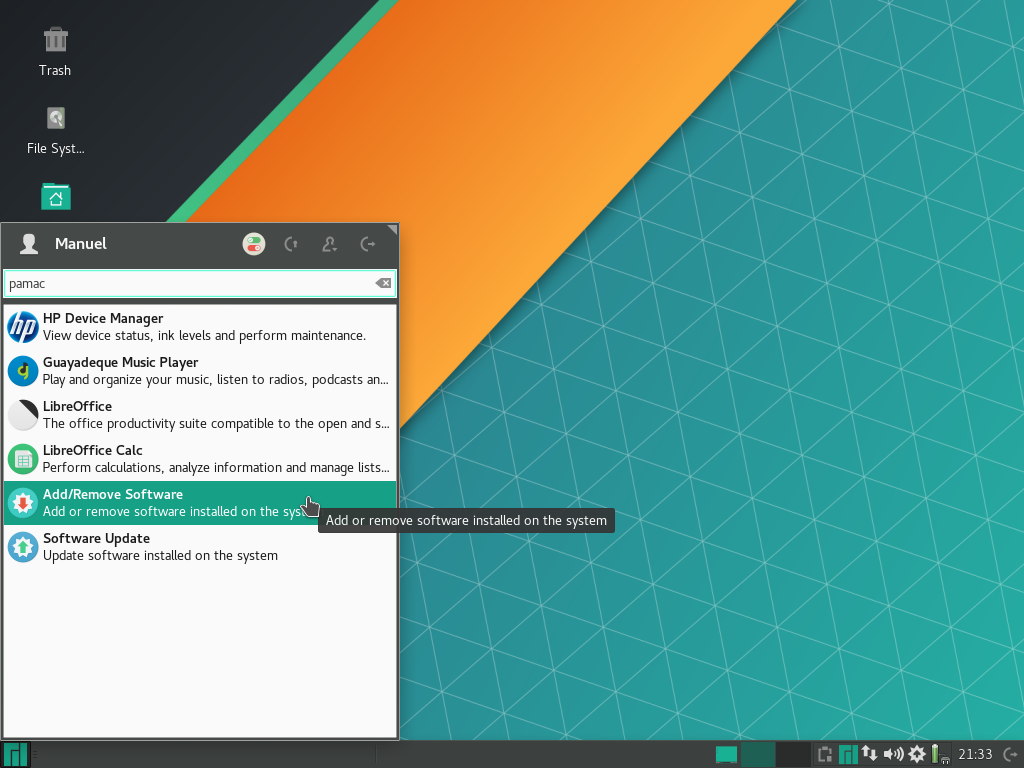 Trash
File Syst...
Manuel
pamac
HP Device Manager
View device status, ink levels and perform maintenance.
Guayadeque Music Player
Play and organize your music, listen to radios, podcasts an...
LibreOffice
The office productivity suite compatible to the open and s...
LibreOffice Calc
Perform calculations, analyze information and manage lists...
Add/Remove Software
Add or remove software installed on the sys
Add or remove software installed on the system
Software Update
Update software installed on the system
21:33